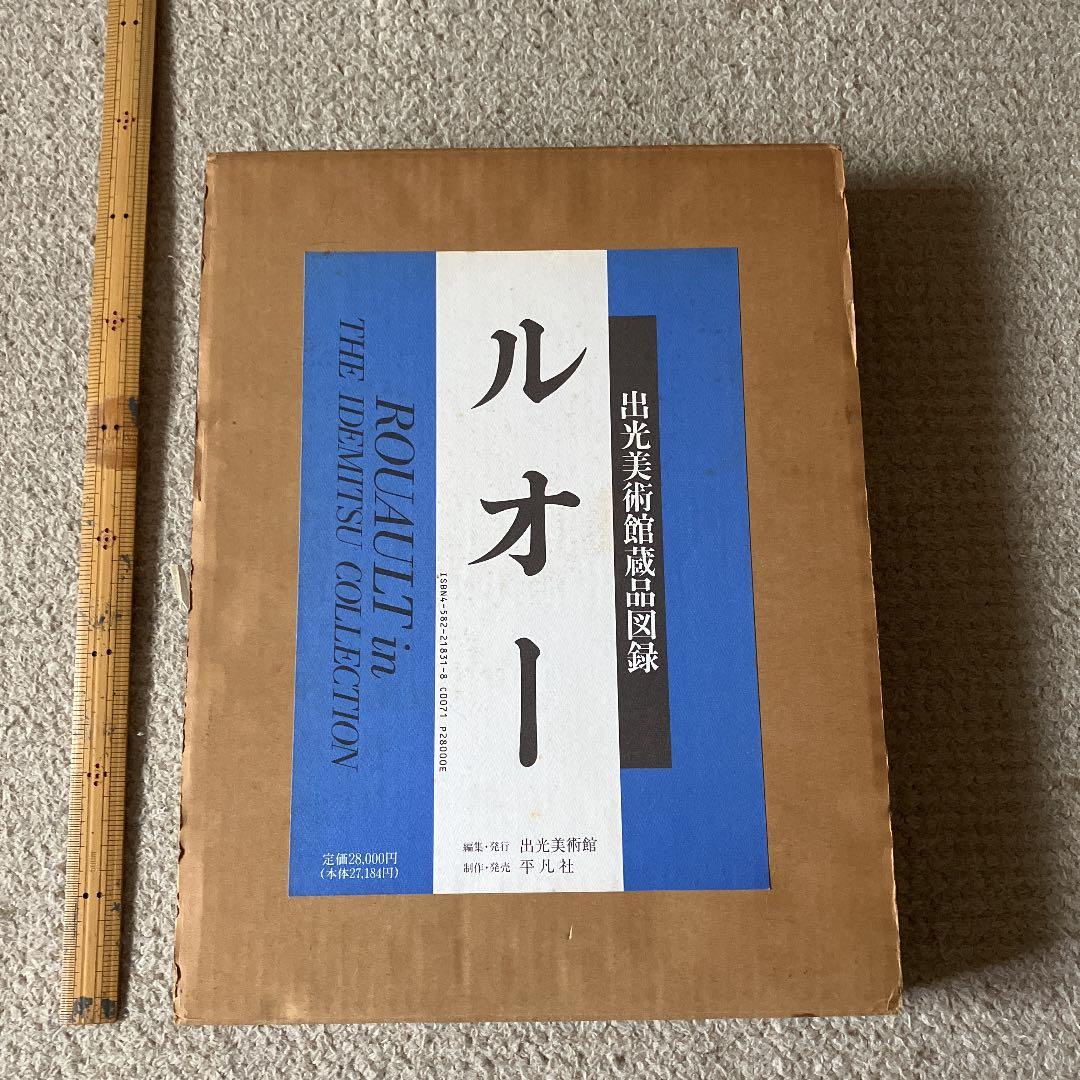 出光美術館蔵品図録
ルオー
ROUAULT in
THE IDEMITSU COLLECTION
ISBN4-582-21831-8 C0071 P28000E
編集・発行 出光美術館
制作・発売 平凡社
定価28,000円
(本体27,184円)